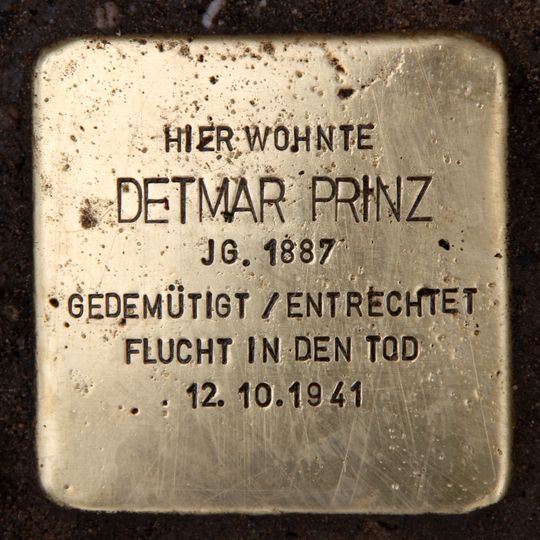 HIER WOHNTE
DETMAR PRINZ
JG. 1887
GEDEMÜTIGT / ENTRECHTET
FLUCHT IN DEN TOD
12.10.1941